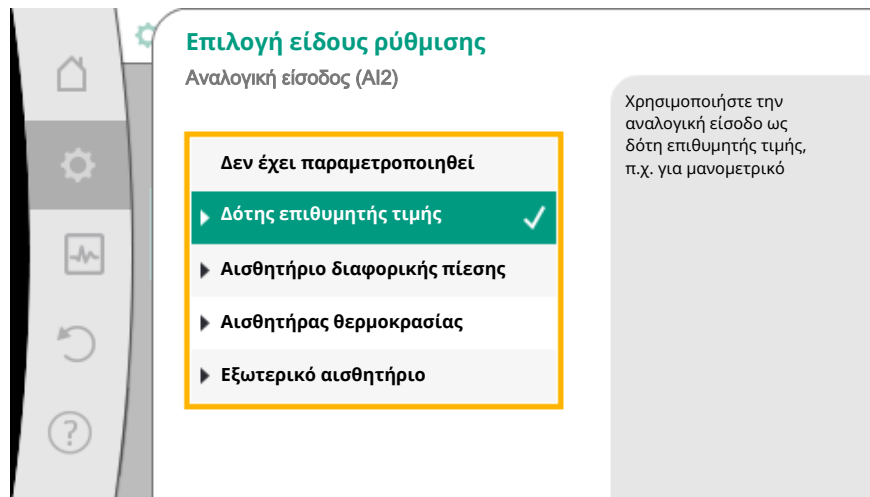 Επιλογή είδους ρύθμισης
Αναλογική είσοδος (AI2)
Δεν έχει παραμετροποιηθεί
Δότης επιθυμητής τιμής
Αισθητήριο διαφορικής πίεσης
Αισθητήρας θερμοκρασίας
Εξωτερικό αισθητήριο
Χρησιμοποιήστε την
αναλογική είσοδο ως
δότη επιθυμητής τιμής,
π.χ. για μανομετρικό